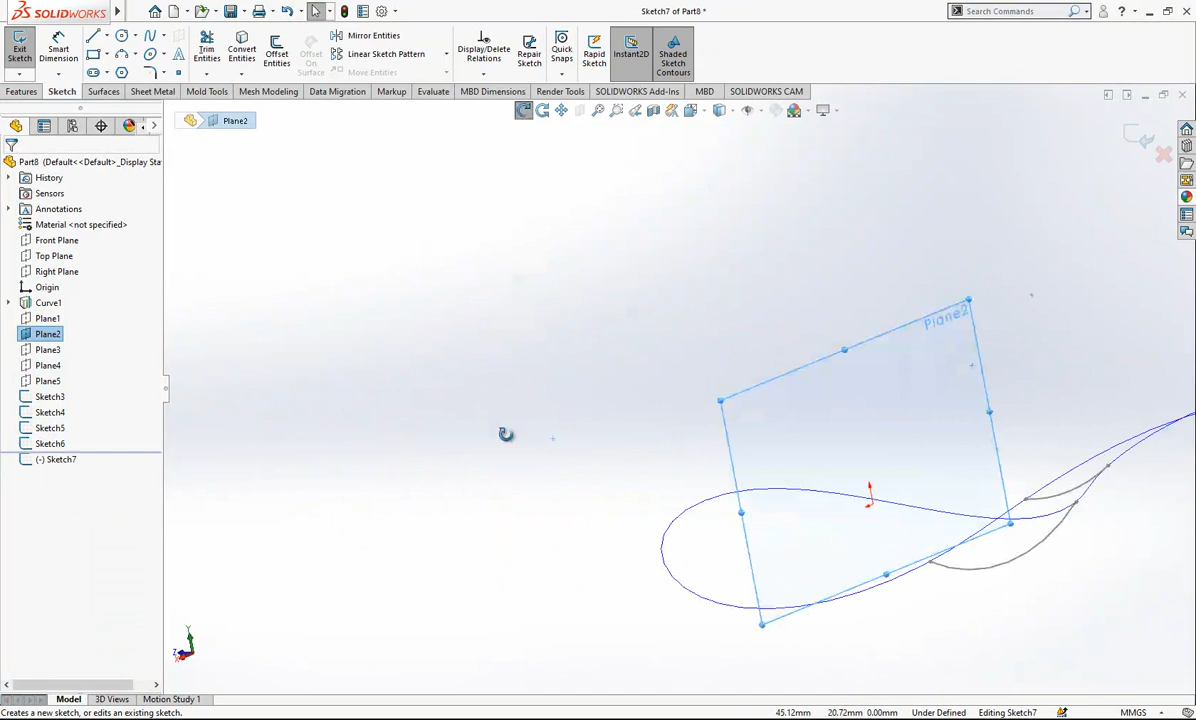 SOLIDWORKS
Sketch7 of Part8 *
Search Commands
Exit Sketch
Smart Dimension
Trim Entities
Convert Entities
Offset Entities
Offset On Surface
Mirror Entities
Linear Sketch Pattern
Move Entities
Display/Delete Relations
Repair Sketch
Quick Snaps
Rapid Sketch
Instant2D
Shaded Sketch Contours
Features
Sketch
Surfaces
Sheet Metal
Mold Tools
Mesh Modeling
Data Migration
Markup
Evaluate
MBD Dimensions
Render Tools
SOLIDWORKS Add-Ins
MBD
SOLIDWORKS CAM
Plane2
Part8 (Default<<Default>_Display Sta
History
Sensors
Annotations
Material <not specified>
Front Plane
Top Plane
Right Plane
Origin
Curve1
Plane1
Plane2
Plane3
Plane4
Plane5
Sketch3
Sketch4
Sketch5
Sketch6
(-) Sketch7
Plane2
Y
Z
X
Model
3D Views
Motion Study 1
Creates a new sketch, or edits an existing sketch.
45.12mm
20.72mm 0.00mm
Under Defined
Editing Sketch7
MMGS